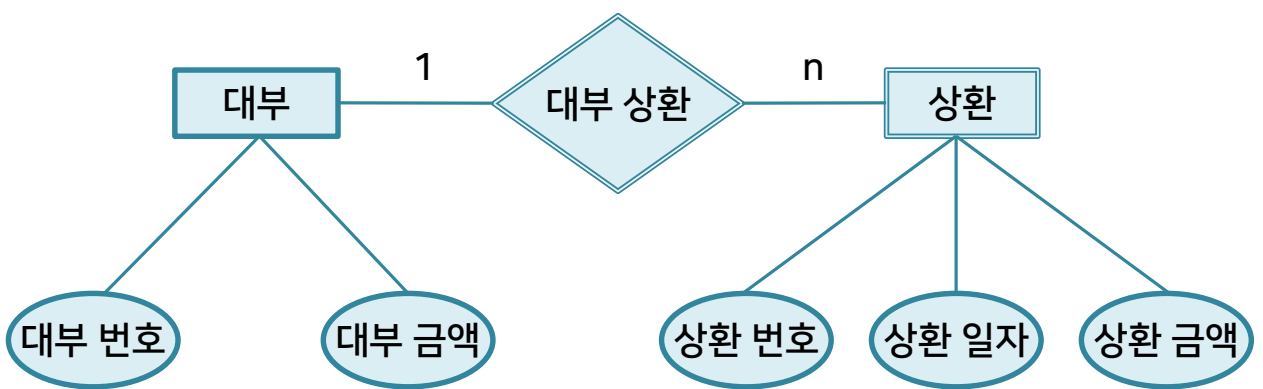 1
n
대부
대부 상환
상환
대부 번호
대부 금액
상환 번호
상환 일자
상환 금액